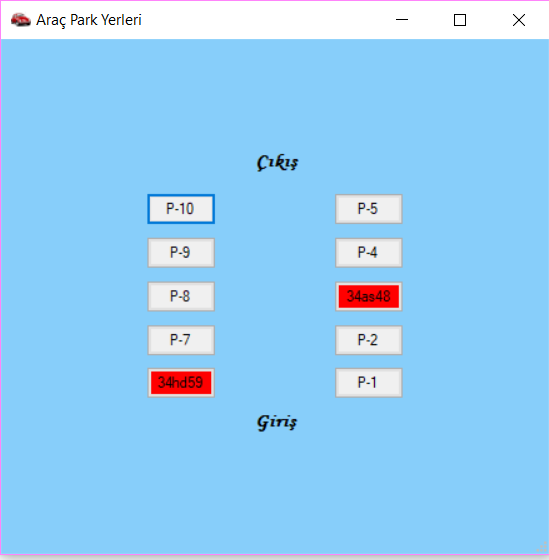 Araç Park Yerleri
Çıkış
P-10 P-5
P-9 P-4
P-8 34as48
P-7 P-2
34hd59 P-1
Giriş